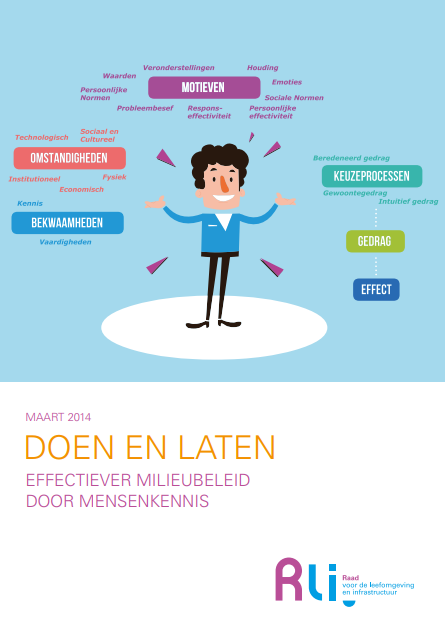 Veronderstellingen
Houding
Waarden
MOTIEVEN
Emoties
Persoonlijke
Normen
Sociale Normen
Probleembesef
Respons-
effectiviteit
Persoonlijke
effectiviteit
Technologisch
Sociaal en
Cultureel
OMSTANDIGHEDEN
Institutioneel
Fysiek
Economisch
Kennis
BEKWAAMHEDEN
Vaardigheden
Beredeneerd gedrag
KEUZEPROCESSEN
Gewoontegedrag
Intuitief gedrag
GEDRAG
EFFECT
MAART 2014
DOEN EN LATEN
EFFECTIEVER MILIEUBELEID
DOOR MENSENKENNIS
Rli
Raad
voor de leefomgeving
en infrastructuur